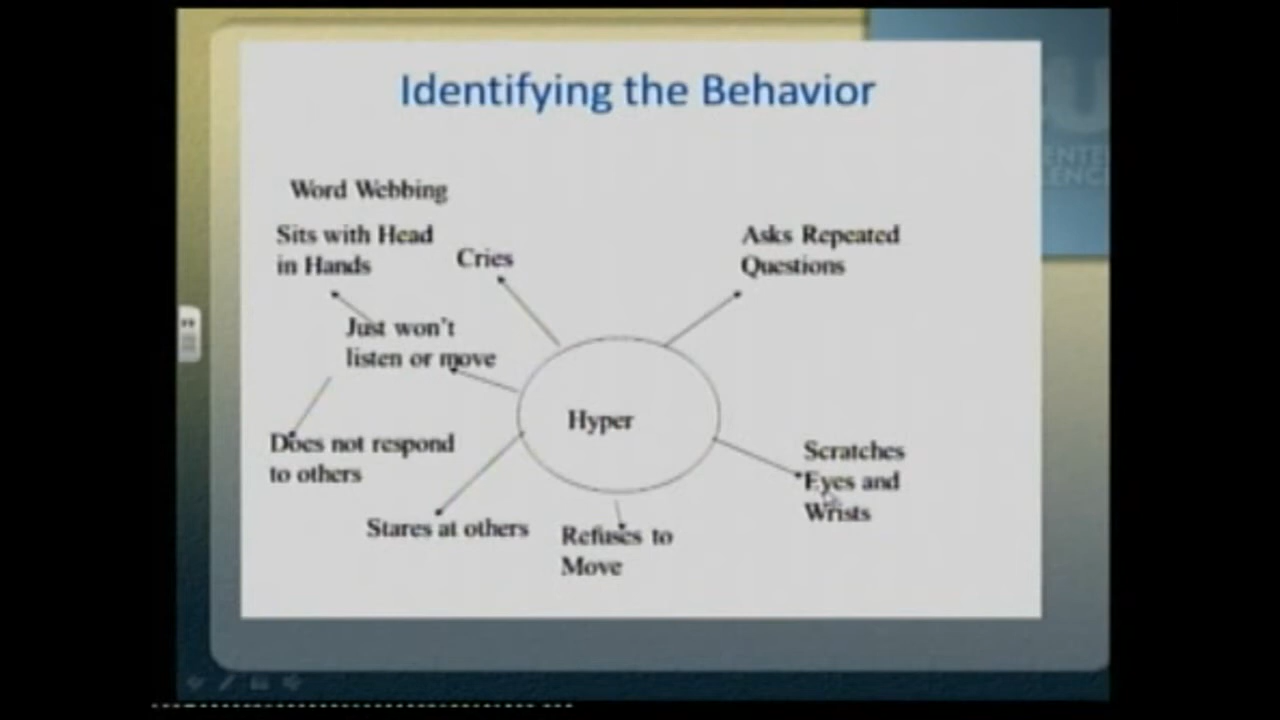 Identifying the Behavior
Word Webbing
Sits with Head
in Hands
Cries
Asks Repeated
Questions
Just won't
listen or move
Hyper
Does not respond
to others
Scratches
Eyes and
Wrists
Stares at others
Refuses to
Move